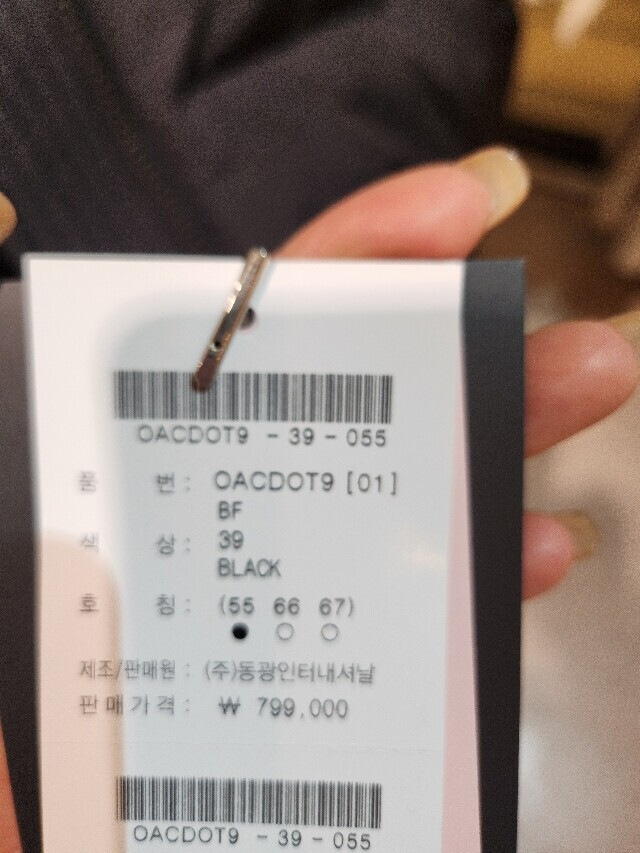 OACDOT9 - 39 - 055
품 번 : OACDOT9 [01]
BF
색 상 : 39
BLACK
호 칭 : (55 66 67)
제조/판매원 : (주)동광인터내셔날
판매가격 : ₩ 799,000
OACDOT9 - 39 - 055